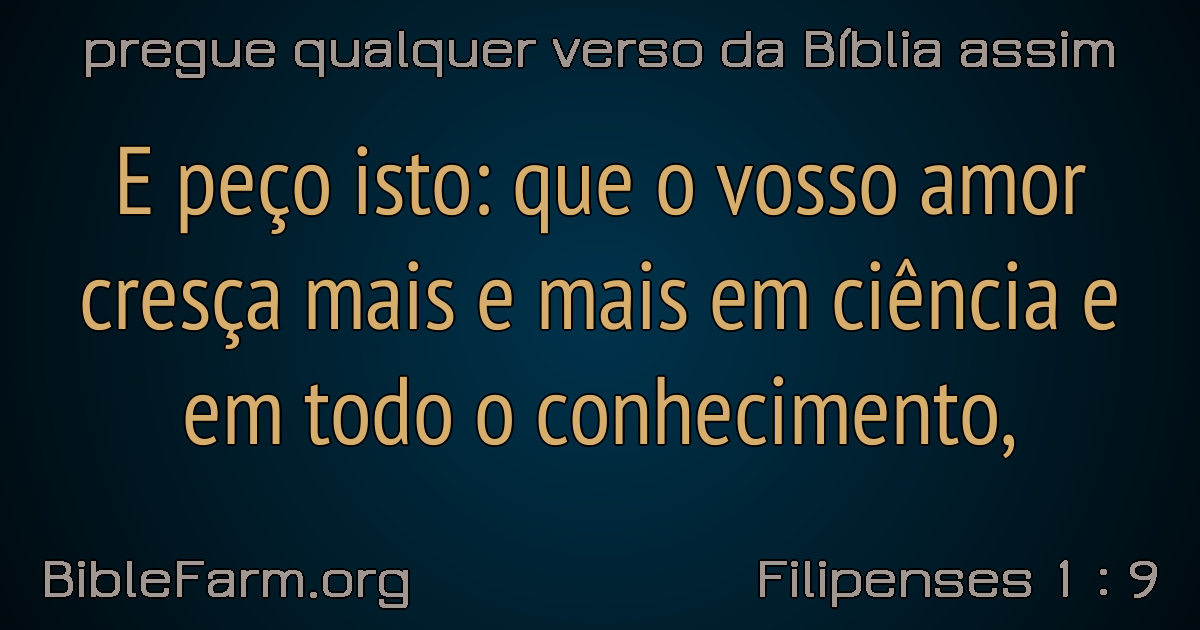 pregue qualquer verso da Bíblia assim
E peço isto: que o vosso amor
cresça mais e mais em ciência e
em todo o conhecimento,
BibleFarm.org
Filipenses 1 : 9